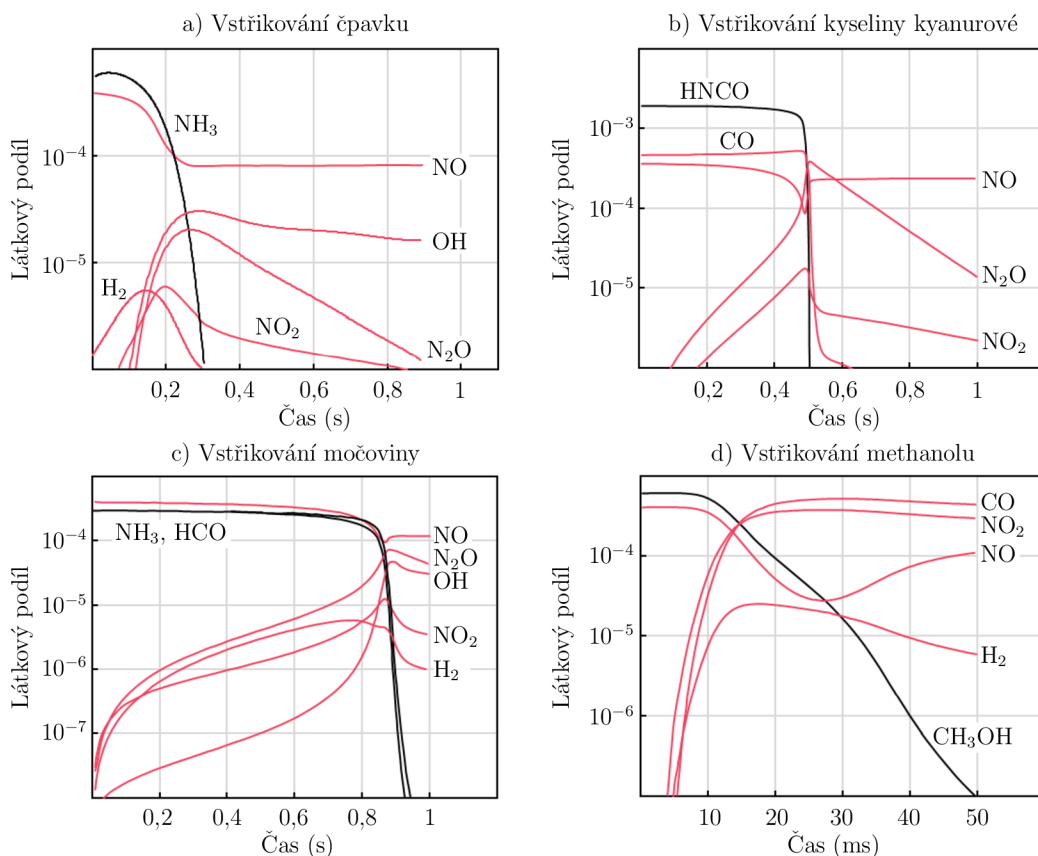 a) Vstřikování čpavku
Látkový podíl
10⁻⁴
10⁻⁵
NH₃
NO
OH
H₂
NO₂
N₂O
0,2 0,4 0,6 0,8 1
Čas (s)
b) Vstřikování kyseliny kyanurové
Látkový podíl
10⁻³
10⁻⁴
10⁻⁵
HNCO
CO
NO
N₂O
NO₂
0,2 0,4 0,6 0,8 1
Čas (s)
c) Vstřikování močoviny
Látkový podíl
10⁻⁴
10⁻⁵
10⁻⁶
10⁻⁷
NH₃, HCO
NO
N₂O
OH
NO₂
H₂
0,2 0,4 0,6 0,8 1
Čas (s)
d) Vstřikování methanolu
Látkový podíl
10⁻⁴
10⁻⁵
10⁻⁶
CO
NO₂
NO
H₂
CH₃OH
10 20 30 40 50
Čas (ms)